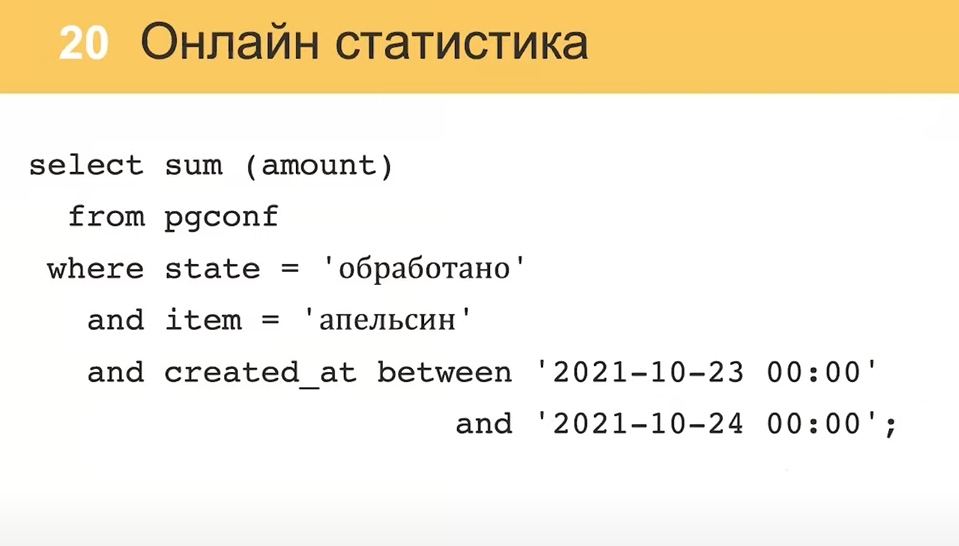 20 Онлайн статистика
select sum (amount)
from pgconf
where state = 'обработано'
and item = 'апельсин'
and created_at between '2021-10-23 00:00'
and '2021-10-24 00:00';